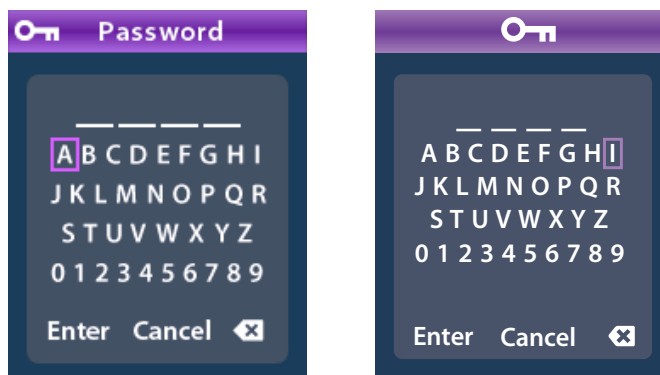 Password
A B C D E F G H I
J K L M N O P Q R
S T U V W X Y Z
0 1 2 3 4 5 6 7 8 9
Enter Cancel
A B C D E F G H I
J K L M N O P Q R
S T U V W X Y Z
0 1 2 3 4 5 6 7 8 9
Enter Cancel